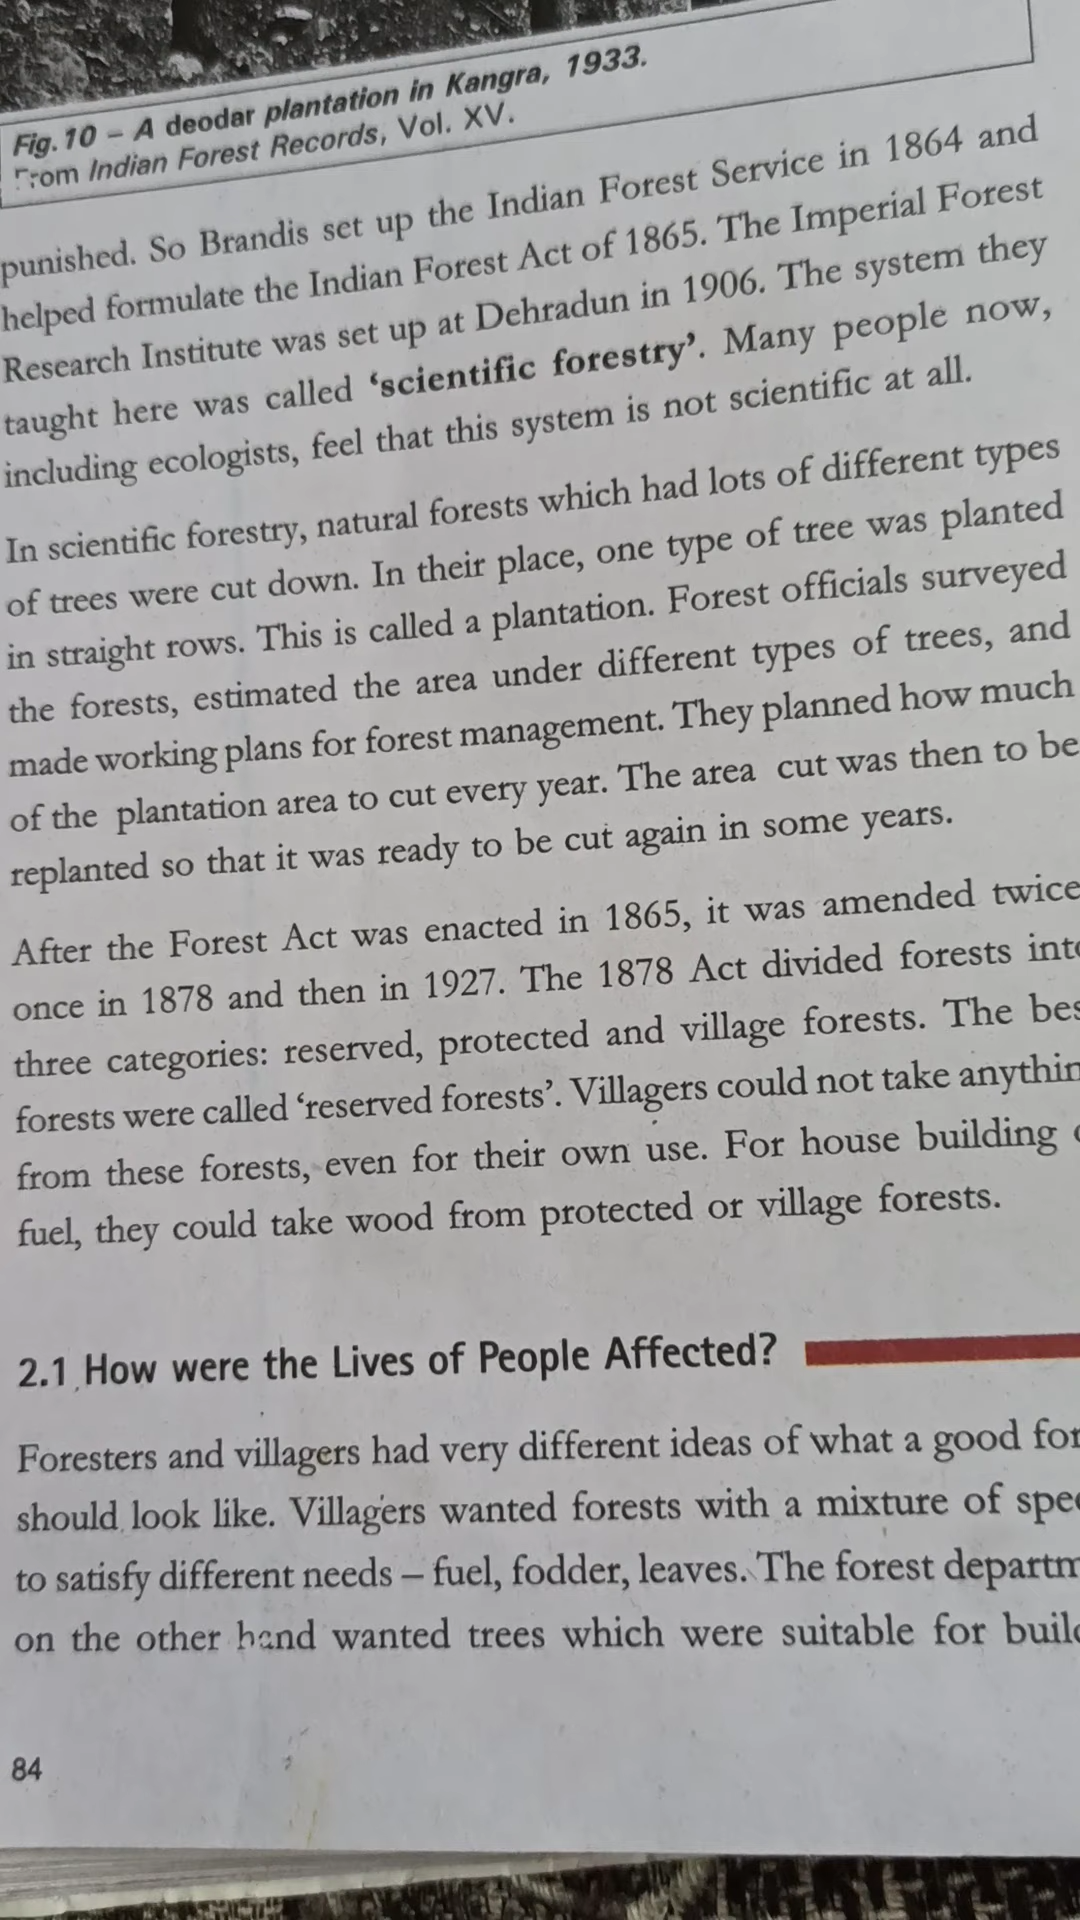 Fig. 10 – A deodar plantation in Kangra, 1933.
From Indian Forest Records, Vol. XV.
punished. So Brandis set up the Indian Forest Service in 1864 and
helped formulate the Indian Forest Act of 1865. The Imperial Forest
Research Institute was set up at Dehradun in 1906. The system they
taught here was called ‘scientific forestry’. Many people now,
including ecologists, feel that this system is not scientific at all.
In scientific forestry, natural forests which had lots of different types
of trees were cut down. In their place, one type of tree was planted
in straight rows. This is called a plantation. Forest officials surveyed
the forests, estimated the area under different types of trees, and
made working plans for forest management. They planned how much
of the plantation area to cut every year. The area cut was then to be
replanted so that it was ready to be cut again in some years.
After the Forest Act was enacted in 1865, it was amended twice
once in 1878 and then in 1927. The 1878 Act divided forests
three categories: reserved, protected and village forests. The
forests were called ‘reserved forests’. Villagers could not take
from these forests, even for their own use. For house building
fuel, they could take wood from protected or village forests.
2.1 How were the Lives of People Affected?
Foresters and villagers had very different ideas of what a good
should look like. Villagers wanted forests with a mixture of
to satisfy different needs – fuel, fodder, leaves. The forest
on the other hand wanted trees which were suitable for
84